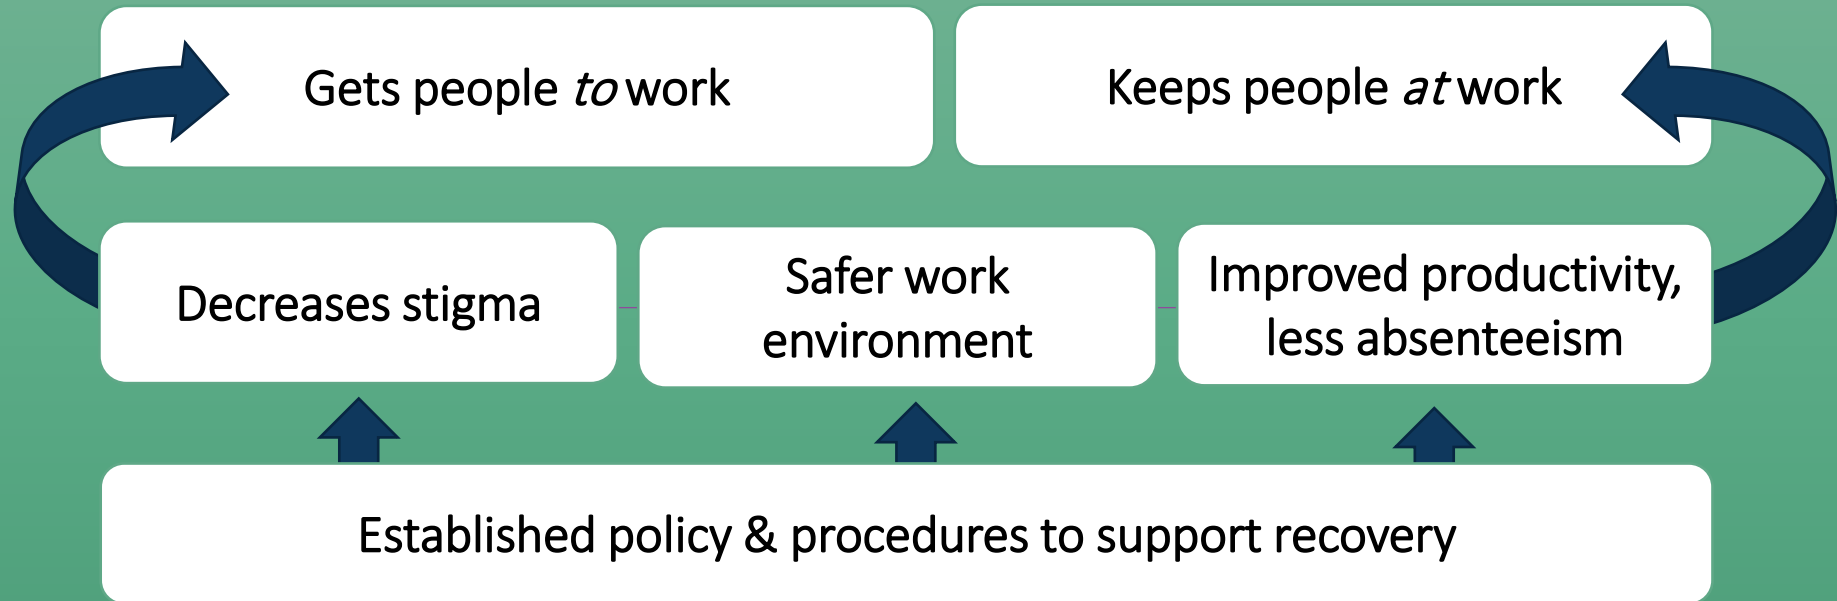 Gets people to work
Keeps people at work
Decreases stigma
Safer work
environment
Improved productivity,
less absenteeism
Established policy & procedures to support recovery